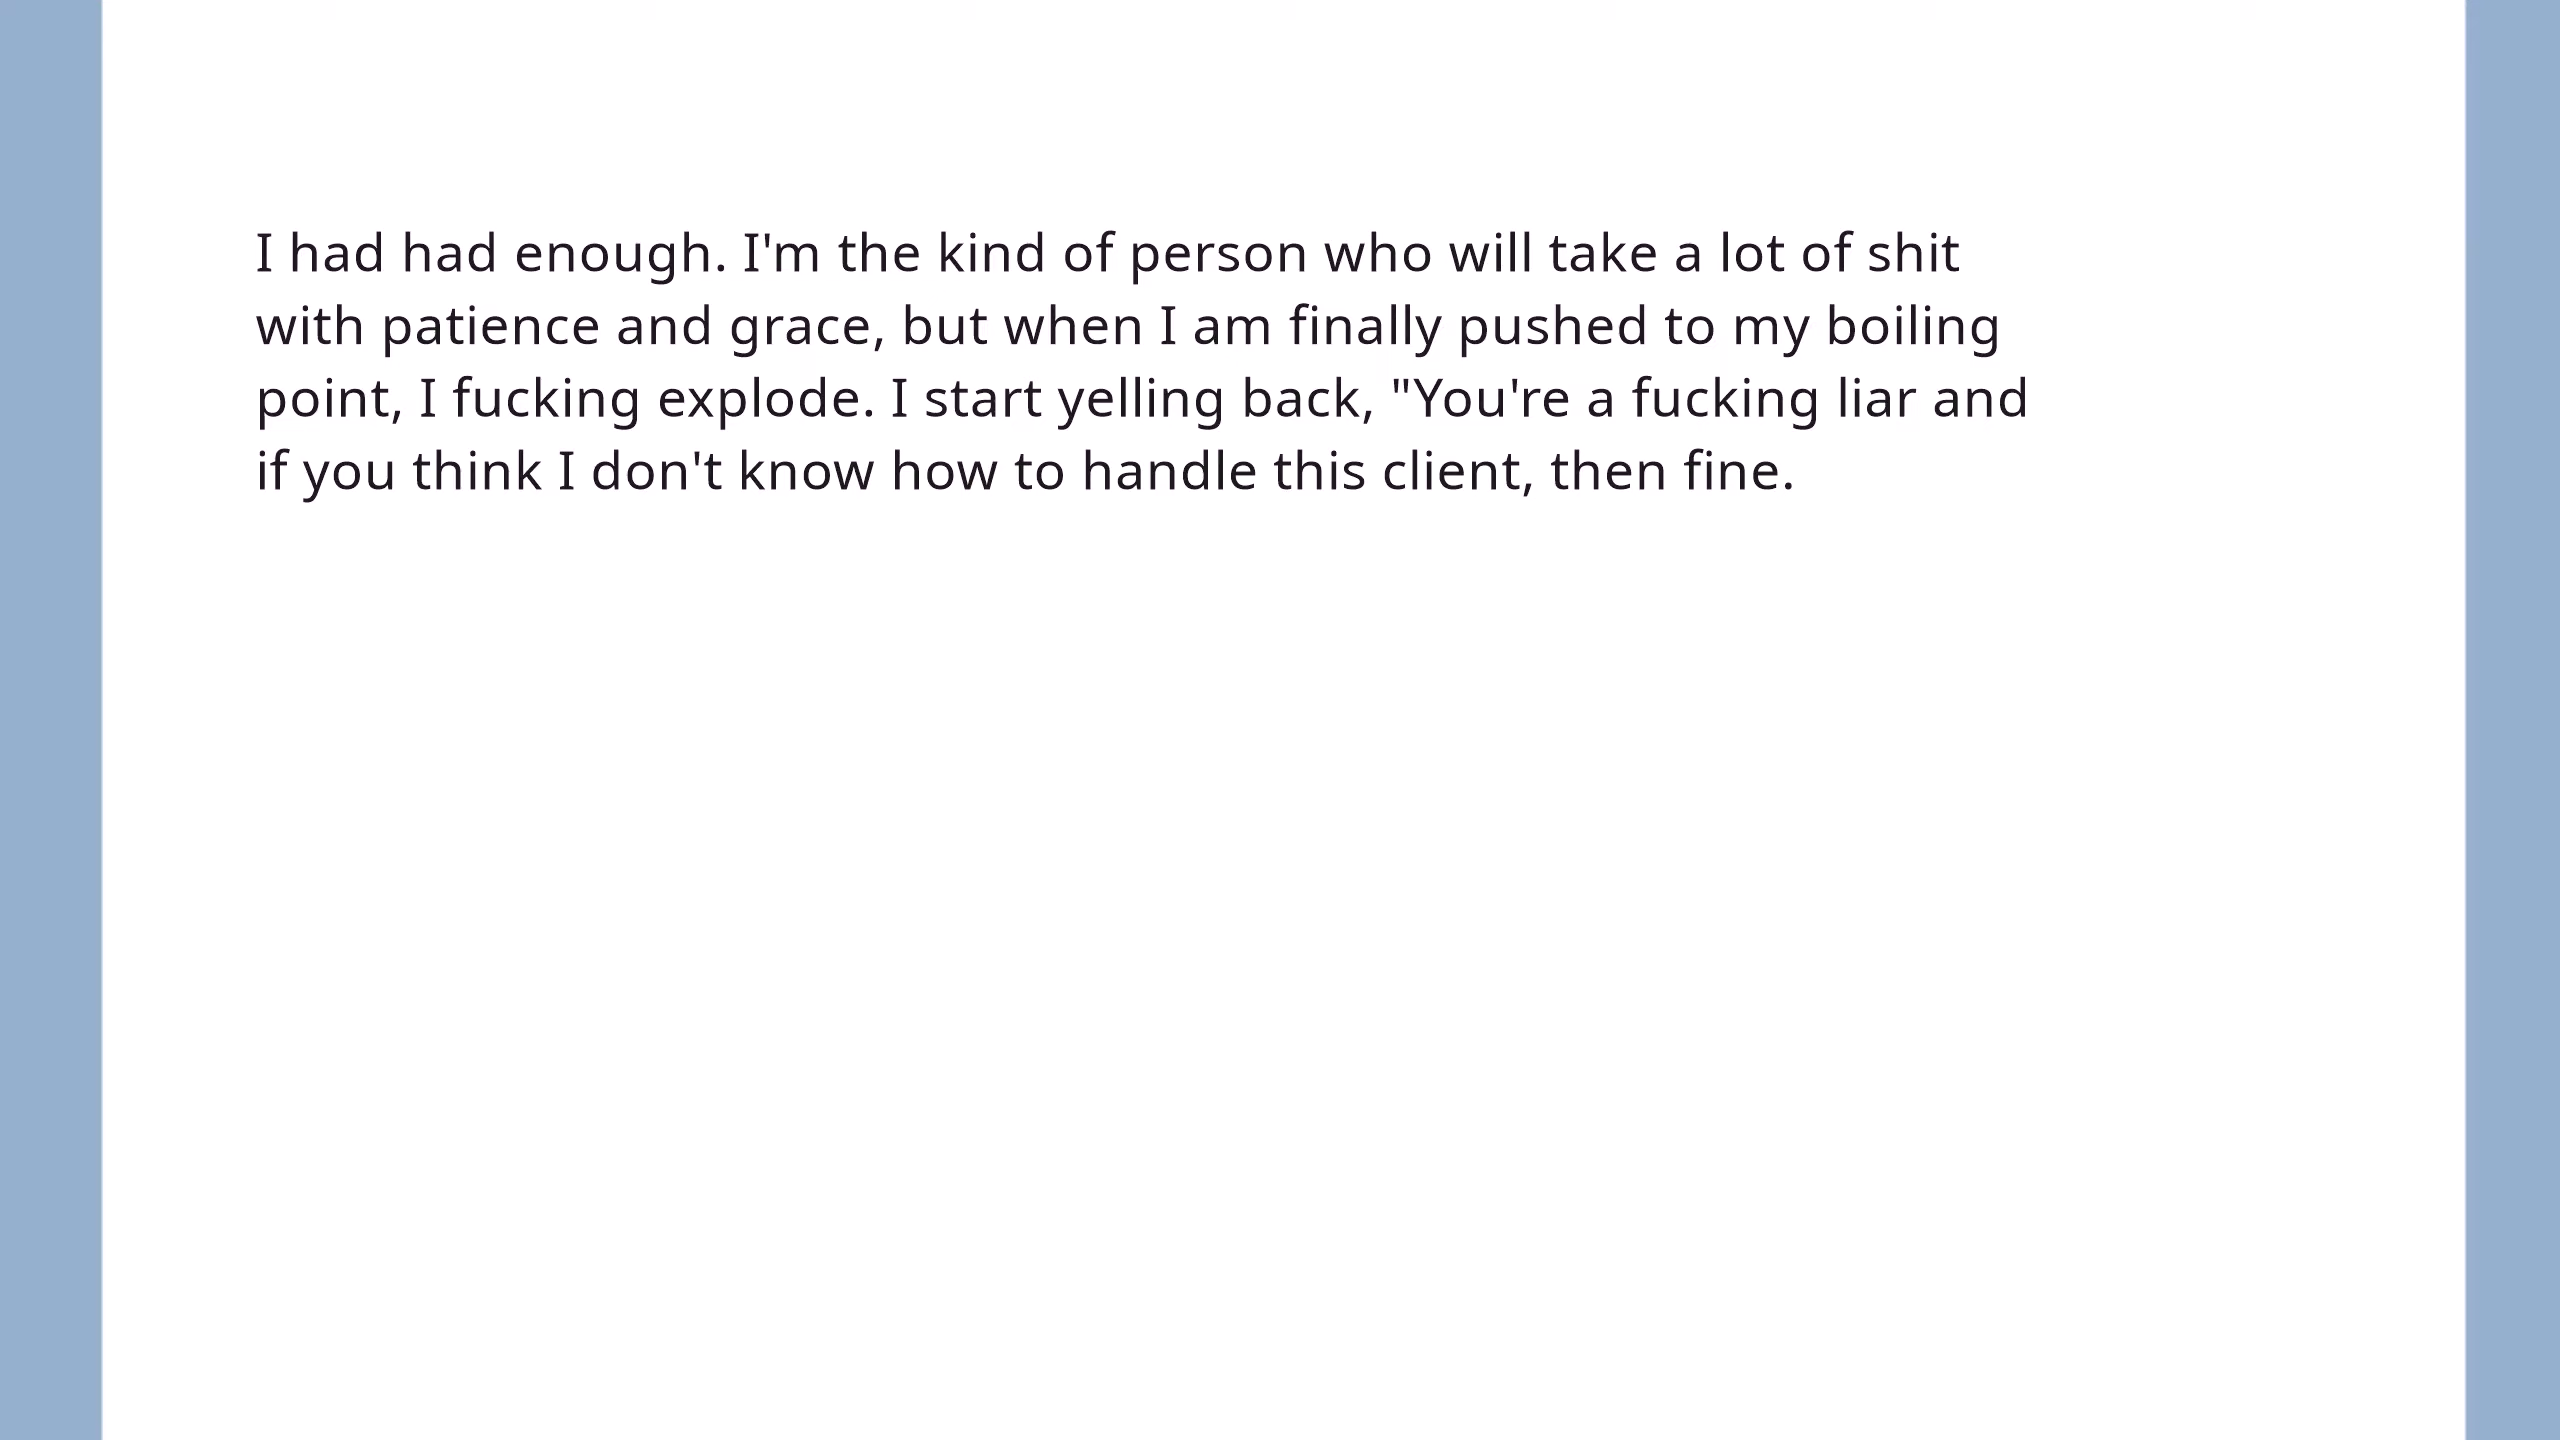 I had had enough. I'm the kind of person who will take a lot of shit
with patience and grace, but when I am finally pushed to my boiling
point, I fucking explode. I start yelling back, "You're a fucking liar and
if you think I don't know how to handle this client, then fine.